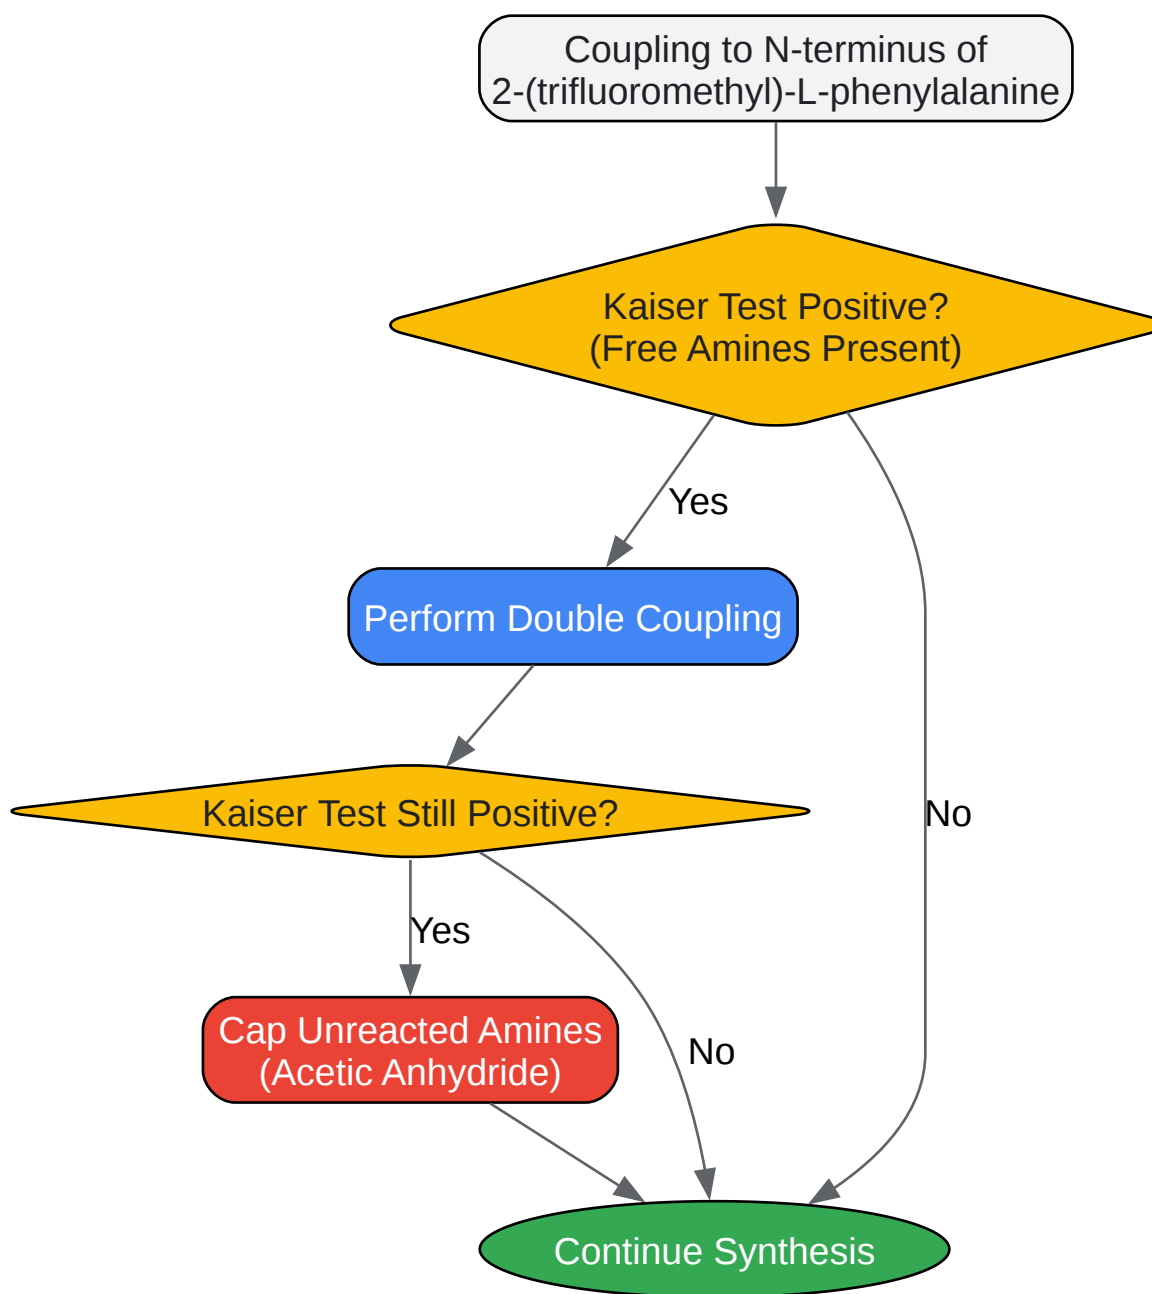 Coupling to N-terminus of
2-(trifluoromethyl)-L-phenylalanine
Kaiser Test Positive?
(Free Amines Present)
Yes
Perform Double Coupling
Kaiser Test Still Positive?
No
Yes
Cap Unreacted Amines
(Acetic Anhydride)
No
Continue Synthesis